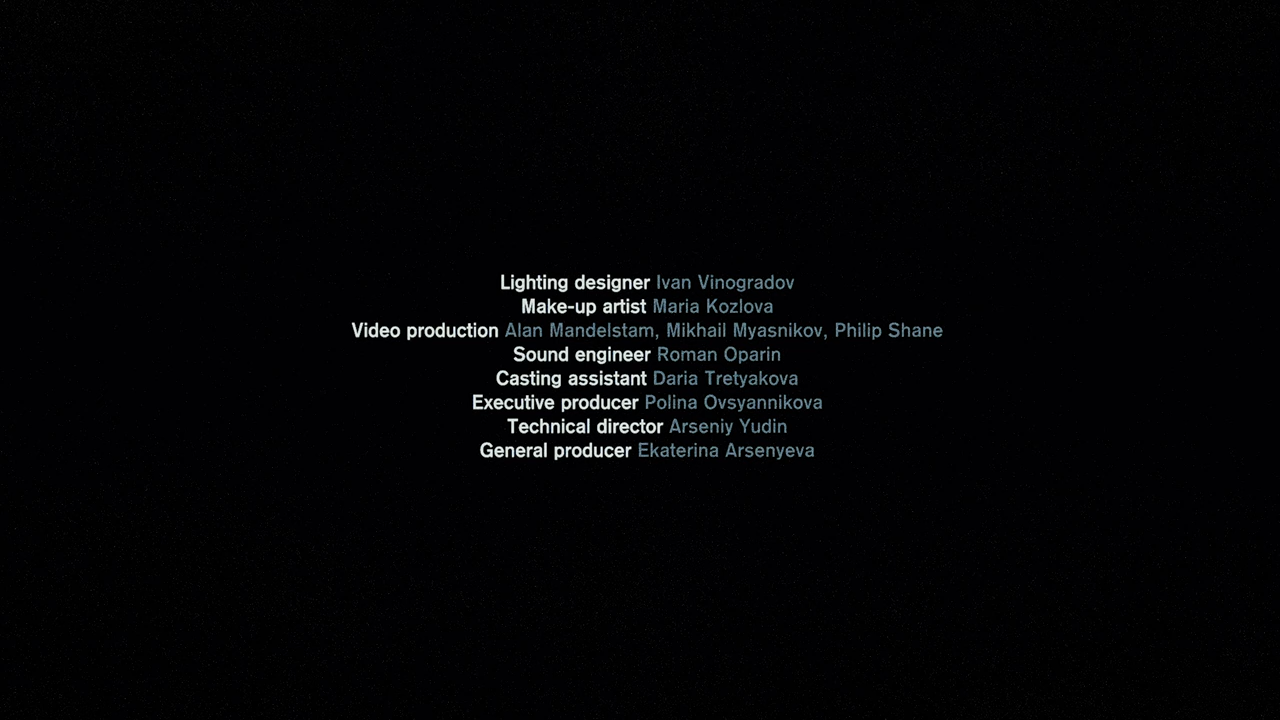 Lighting designer Ivan Vinogradov
Make-up artist Maria Kozlova
Video production Alan Mandelstam, Mikhail Myasnikov, Philip Shane
Sound engineer Roman Oparin
Casting assistant Daria Tretyakova
Executive producer Polina Ovsyannikova
Technical director Arseniy Yudin
General producer Ekaterina Arsenyeva